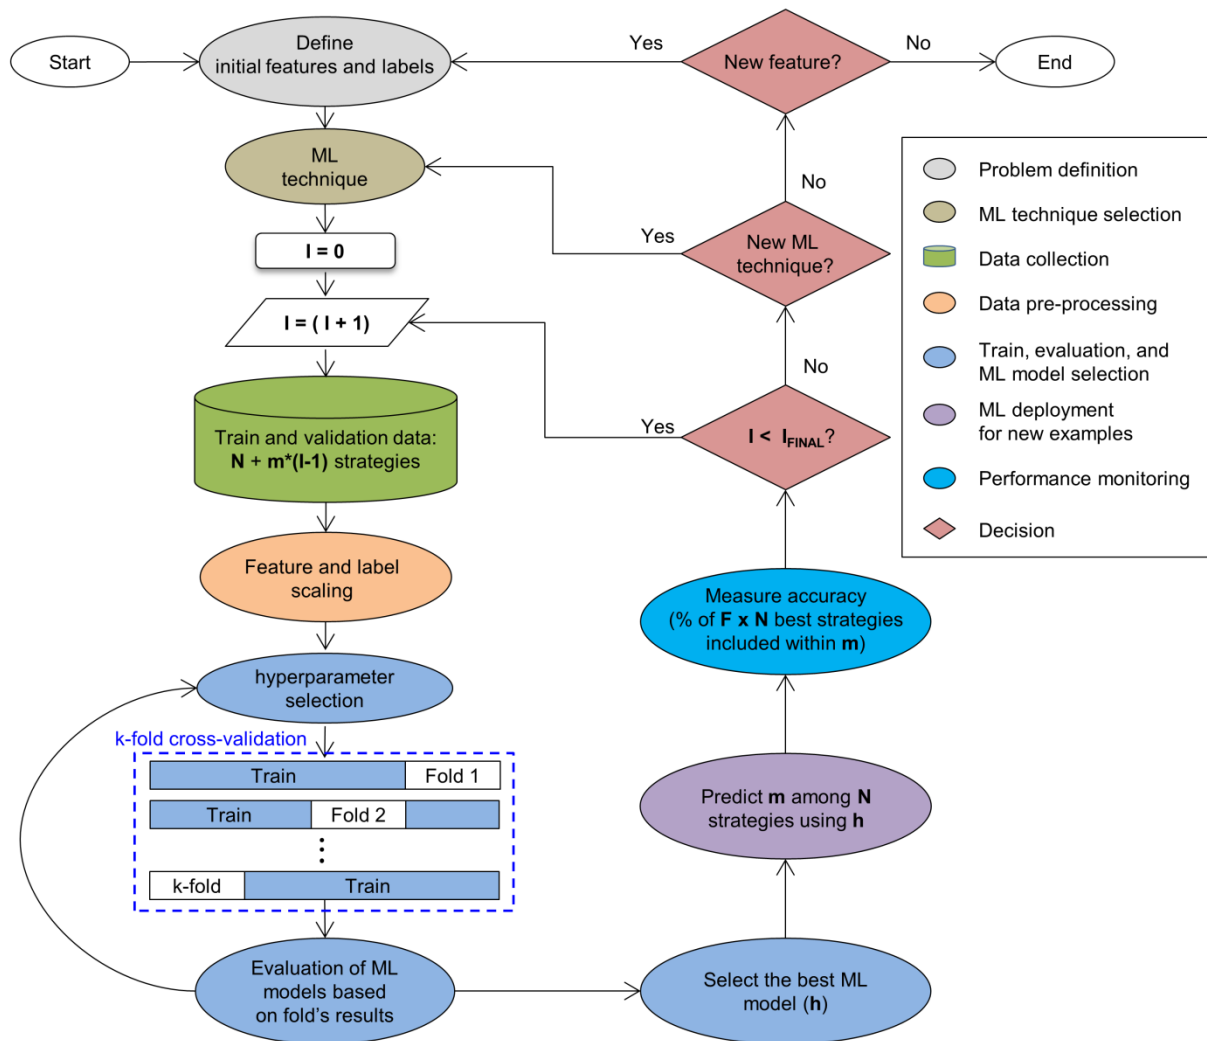 Start
Define
initial features and labels
Yes
New feature?
No
End
ML
technique
No
I = 0
Yes
New ML
technique?
I = ( I + 1)
No
Train and validation data:
N + m*(I-1) strategies
Yes
I < I_FINAL?
Feature and label
scaling
Measure accuracy
(% of F x N best strategies
included within m)
hyperparameter
selection
k-fold cross-validation
Train
Fold 1
Train
Fold 2
⋮
k-fold
Train
Predict m among N
strategies using h
Evaluation of ML
models based
on fold's results
Select the best ML
model (h)
Problem definition
ML technique selection
Data collection
Data pre-processing
Train, evaluation, and
ML model selection
ML deployment
for new examples
Performance monitoring
Decision